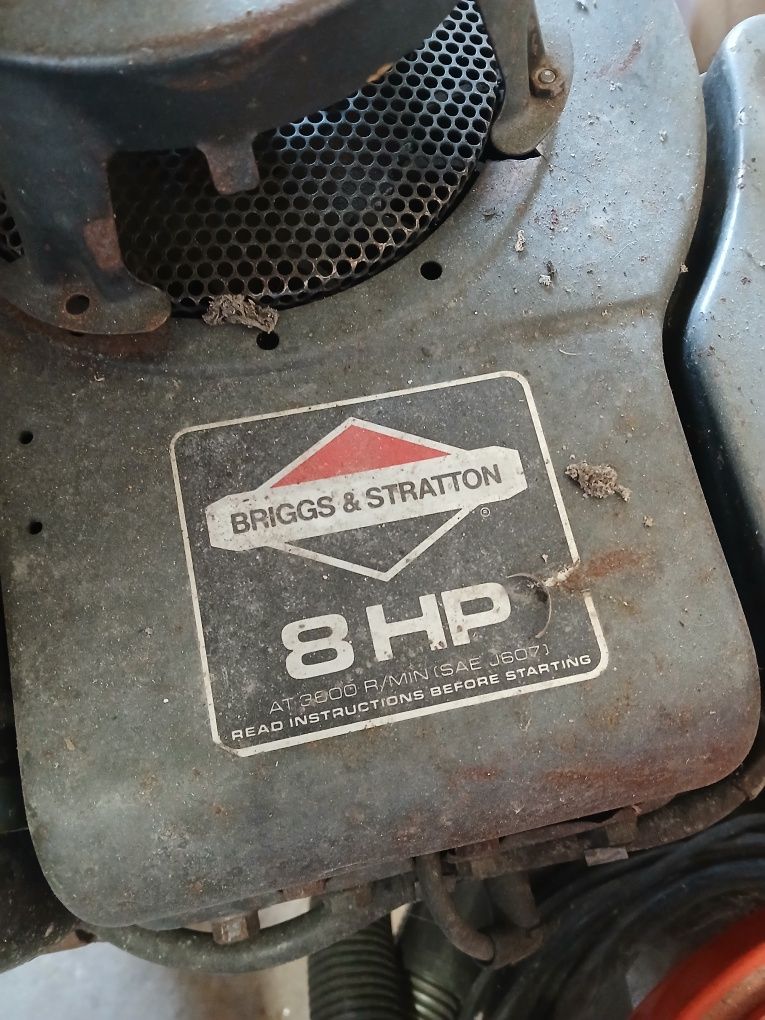 BRIGGS & STRATTON
©
8 HP
AT 3600 R/MIN (SAE J607)
READ INSTRUCTIONS BEFORE STARTING